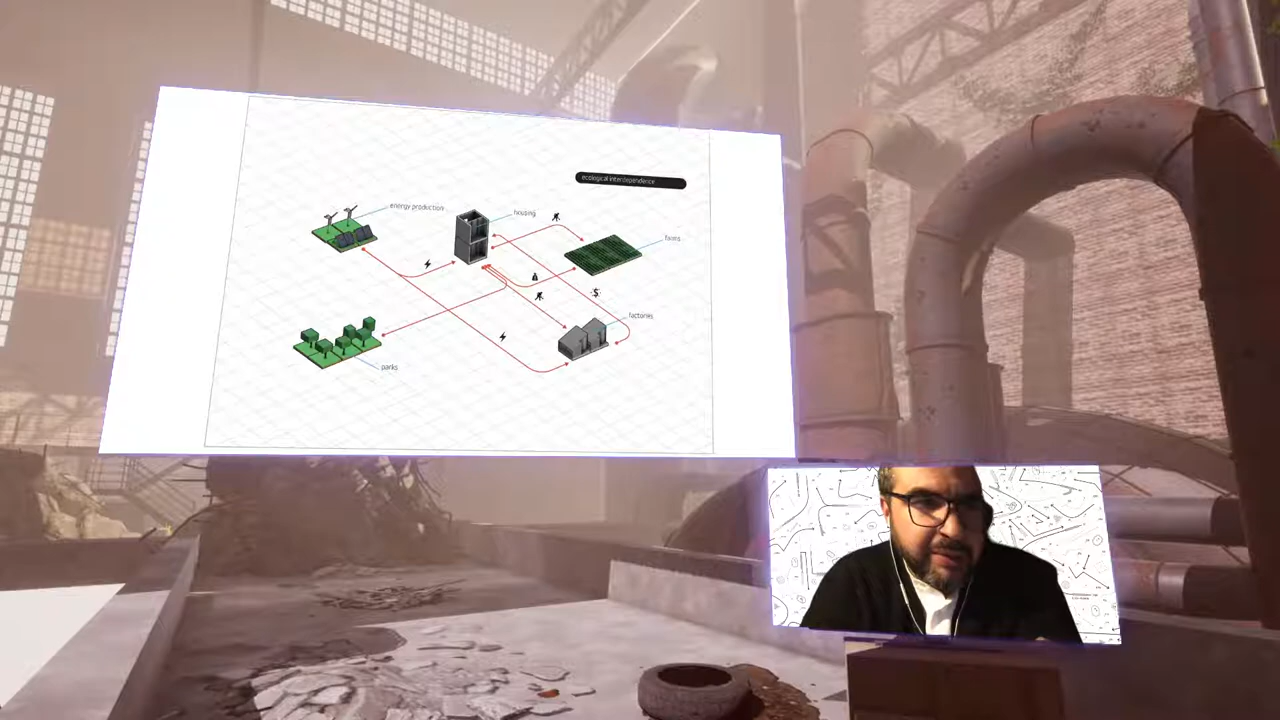 ecological interdependence
energy production
housing
farms
$
factories
parks